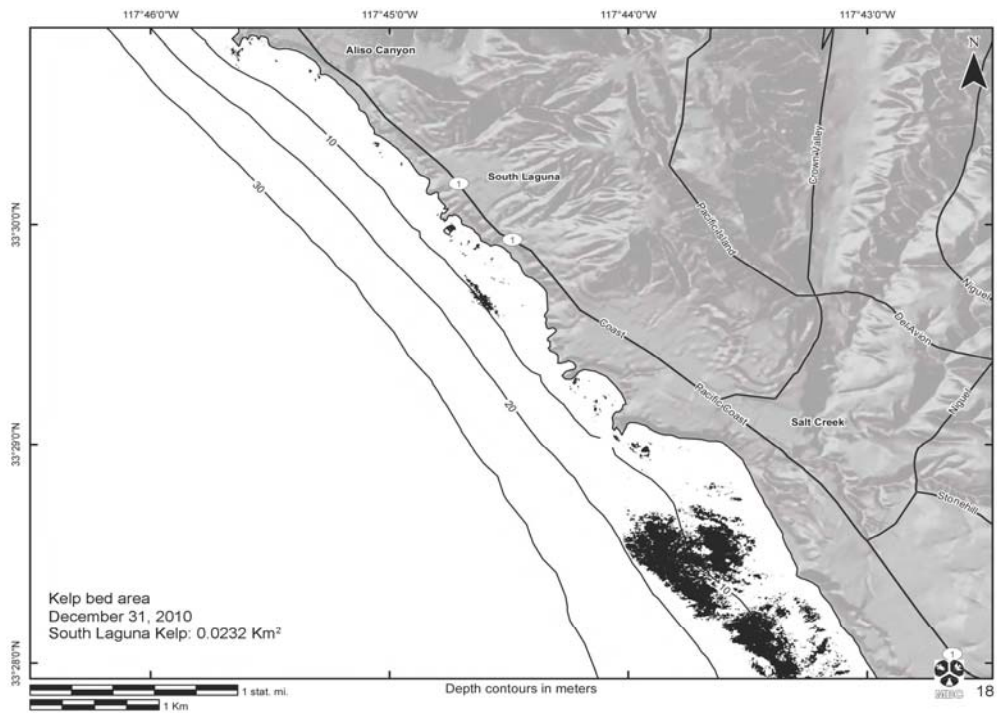 117°46'0"W 117°45'0"W 117°44'0"W 117°43'0"W
N
Aliso Canyon
Crown Valley
10
30
South Laguna
1
Pacific Island
33°30'0"N
1
Niguel
Coast
Del Avion
20
Pacific Coast
Niguel
Salt Creek
33°29'0"N
Stonehill
10
Kelp bed area
December 31, 2010
South Laguna Kelp: 0.0232 Km²
33°28'0"N
1
MBC
1 stat. mi.
Depth contours in meters
18
1 Km